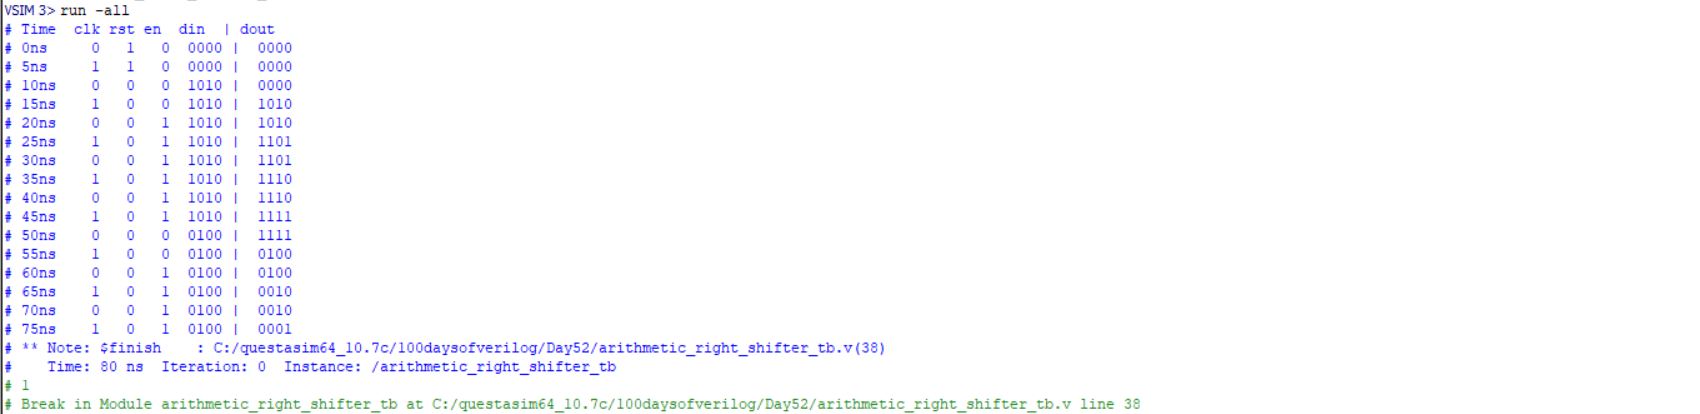 VSIM 3> run -all
# Time  clk rst en  din  | dout
# 0ns    0   1   0  0000 |  0000
# 5ns    1   1   0  0000 |  0000
# 10ns   0   0   0  1010 |  0000
# 15ns   1   0   0  1010 |  1010
# 20ns   0   0   1  1010 |  1010
# 25ns   1   0   1  1010 |  1101
# 30ns   0   0   1  1010 |  1101
# 35ns   1   0   1  1010 |  1110
# 40ns   0   0   1  1010 |  1110
# 45ns   1   0   1  1010 |  1111
# 50ns   0   0   0  0100 |  1111
# 55ns   1   0   0  0100 |  0100
# 60ns   0   0   1  0100 |  0100
# 65ns   1   0   1  0100 |  0010
# 70ns   0   0   1  0100 |  0010
# 75ns   1   0   1  0100 |  0001
# ** Note: $finish    : C:/questasim64_10.7c/100daysofverilog/Day52/arithmetic_right_shifter_tb.v(38)
#    Time: 80 ns  Iteration: 0  Instance: /arithmetic_right_shifter_tb
# 1
# Break in Module arithmetic_right_shifter_tb at C:/questasim64_10.7c/100daysofverilog/Day52/arithmetic_right_shifter_tb.v line 38